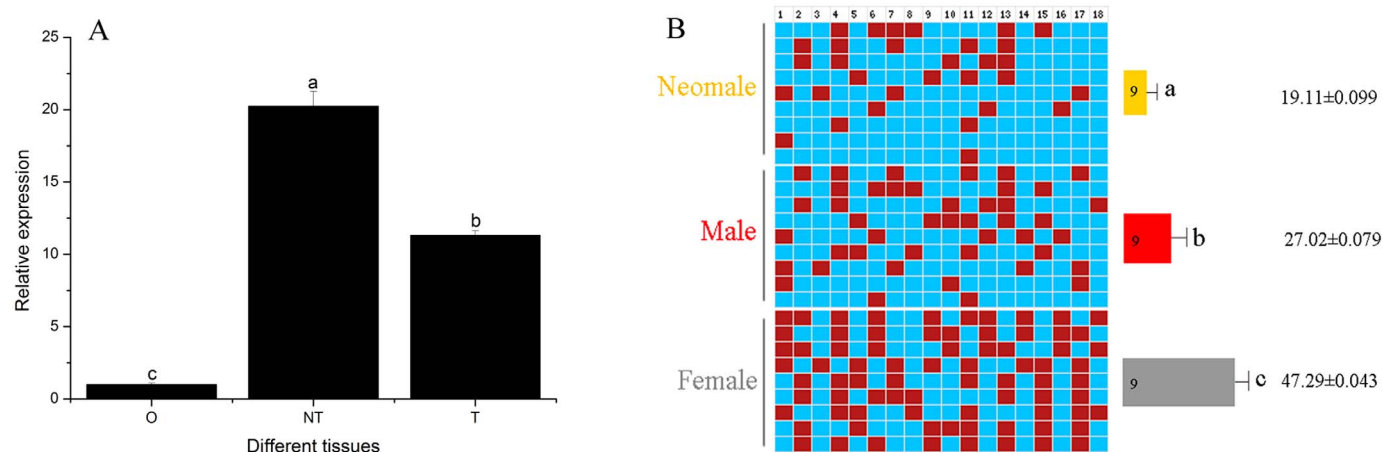 A
Relative expression
25
20
15
10
5
0
a
b
c
O
NT
T
Different tissues
B
1 2 3 4 5 6 7 8 9 10 11 12 13 14 15 16 17 18
Neomale
9
a
19.11±0.099
Male
9
b
27.02±0.079
Female
9
c
47.29±0.043